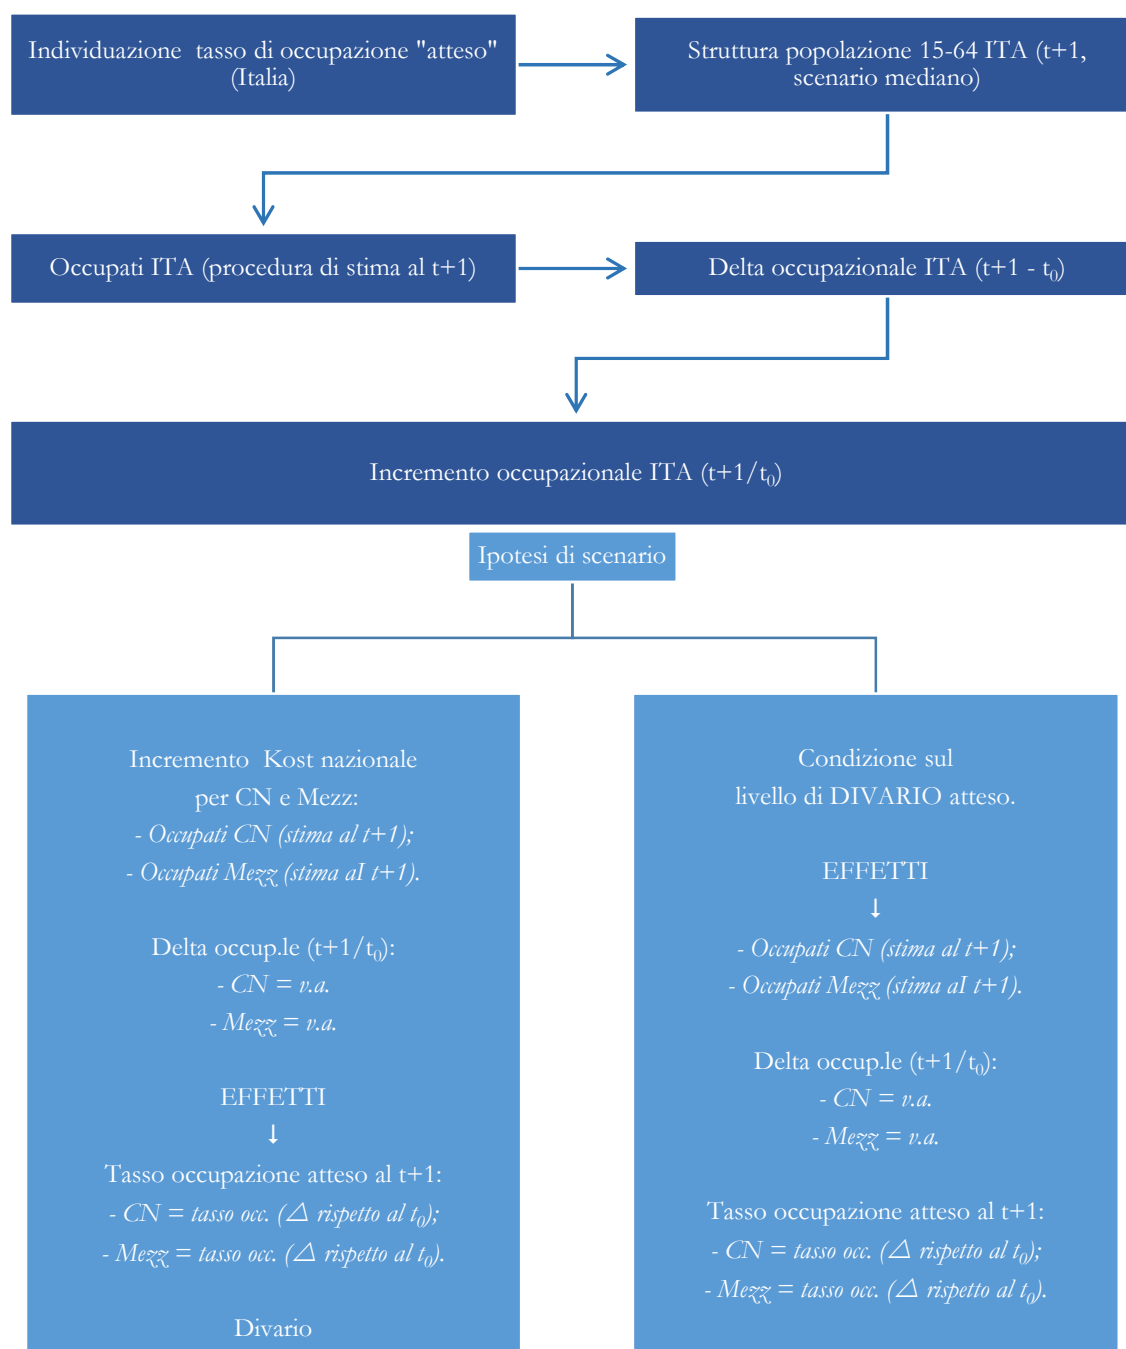 Individuazione tasso di occupazione "atteso"
(Italia)
Struttura popolazione 15-64 ITA (t+1,
scenario mediano)
Occupati ITA (procedura di stima al t+1)
Delta occupazionale ITA (t+1 - t₀)
Incremento occupazionale ITA (t+1/t₀)
Ipotesi di scenario
Incremento Kost nazionale
per CN e Mezz:
- Occupati CN (stima al t+1);
- Occupati Mezz (stima aI t+1).
Delta occup.le (t+1/t₀):
- CN = v.a.
- Mezz = v.a.
EFFETTI
↓
Tasso occupazione atteso al t+1:
- CN = tasso occ. (△ rispetto al t₀);
- Mezz = tasso occ. (△ rispetto al t₀).
Divario
Condizione sul
livello di DIVARIO atteso.
EFFETTI
↓
- Occupati CN (stima al t+1);
- Occupati Mezz (stima aI t+1).
Delta occup.le (t+1/t₀):
- CN = v.a.
- Mezz = v.a.
Tasso occupazione atteso al t+1:
- CN = tasso occ. (△ rispetto al t₀);
- Mezz = tasso occ. (△ rispetto al t₀).